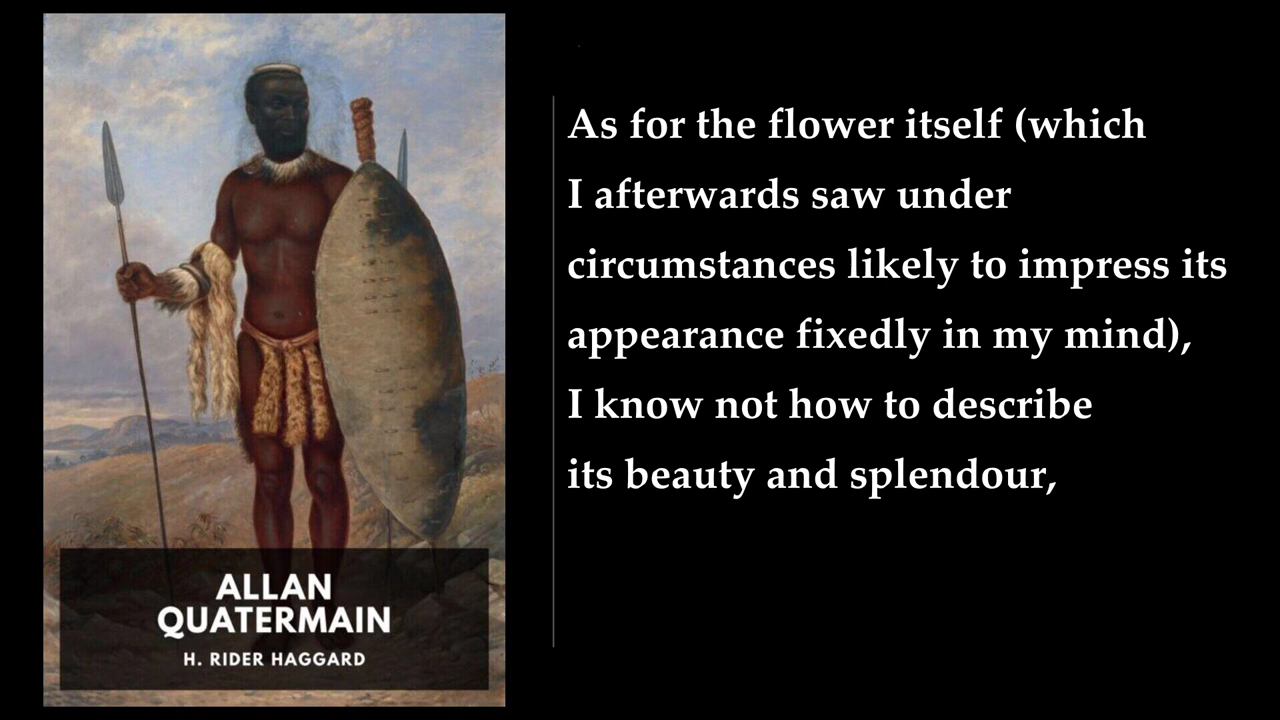 ALLAN
QUATERMAIN
H. RIDER HAGGARD
As for the flower itself (which
I afterwards saw under
circumstances likely to impress its
appearance fixedly in my mind),
I know not how to describe
its beauty and splendour,